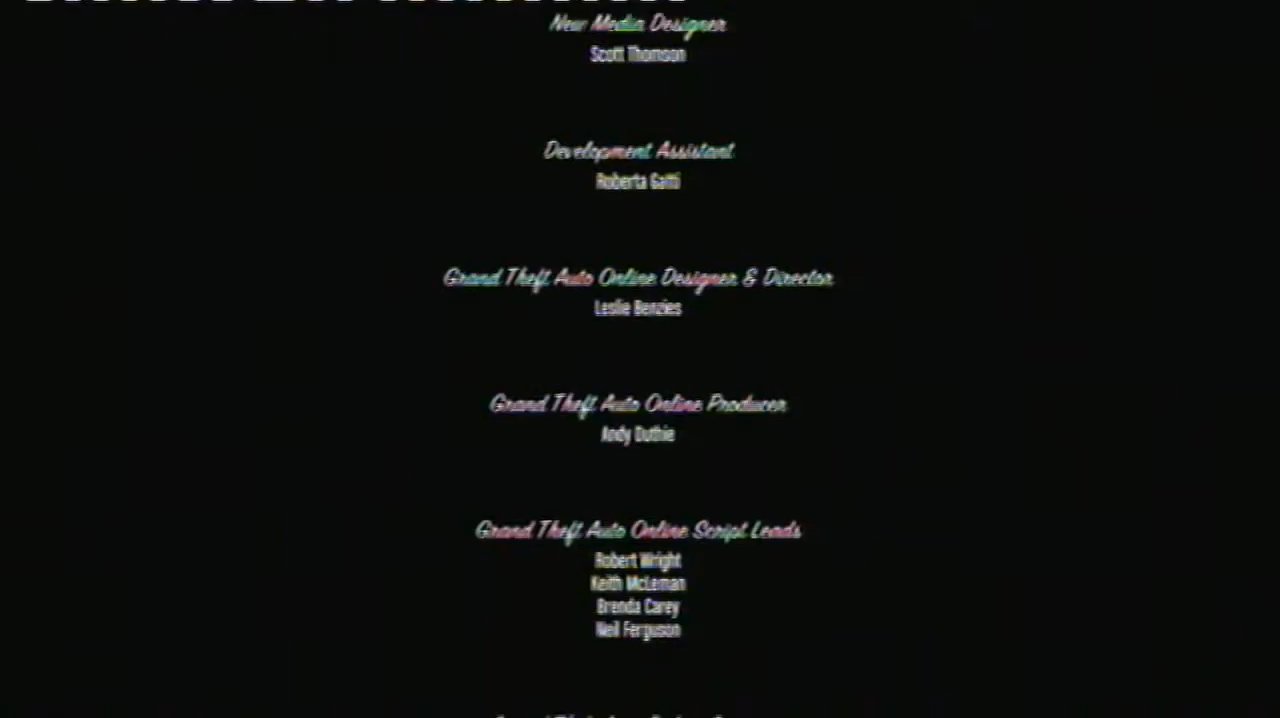 New Media Designer
Scott Thomson
Development Assistant
Roberta Gatti
Grand Theft Auto Online Designer & Director
Leslie Benzies
Grand Theft Auto Online Producer
Andy Duthie
Grand Theft Auto Online Script Leads
Robert Wright
Keith McLeman
Brenda Carey
Neil Ferguson